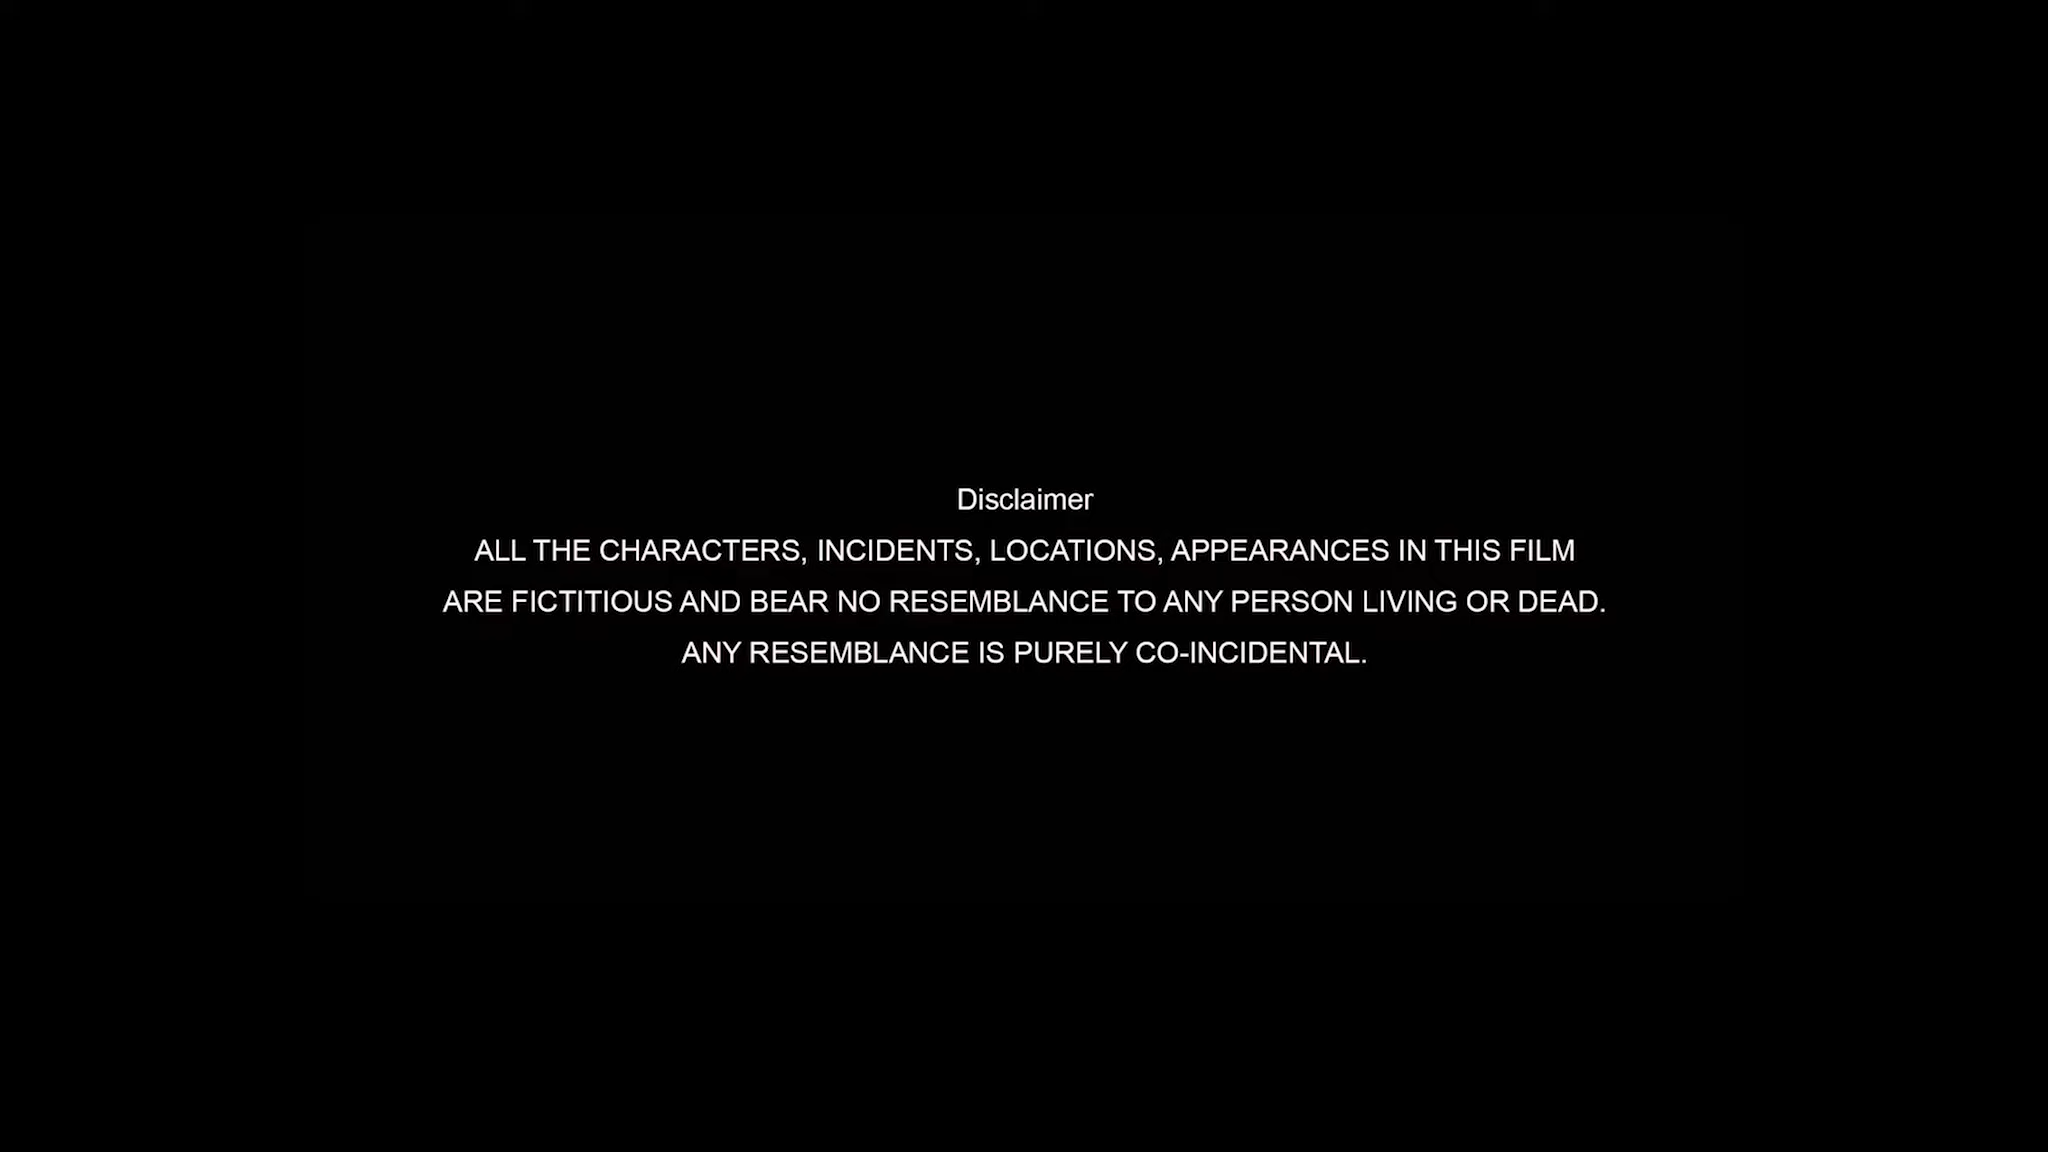 Disclaimer
ALL THE CHARACTERS, INCIDENTS, LOCATIONS, APPEARANCES IN THIS FILM
ARE FICTITIOUS AND BEAR NO RESEMBLANCE TO ANY PERSON LIVING OR DEAD.
ANY RESEMBLANCE IS PURELY CO-INCIDENTAL.